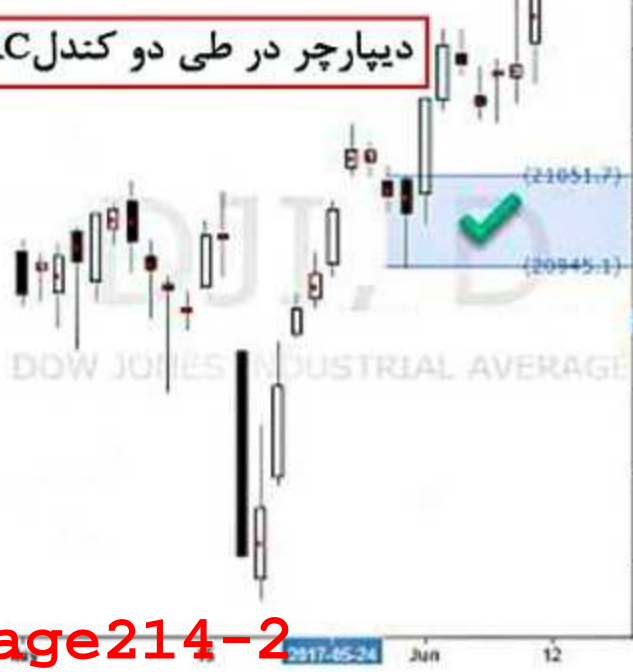 دیپارچر در طی دو کندلC
(21051.7)
(20945.1)
DJI, D
DOW JONES INDUSTRIAL AVERAGE
2017-05-24 Jun 12
age214-2